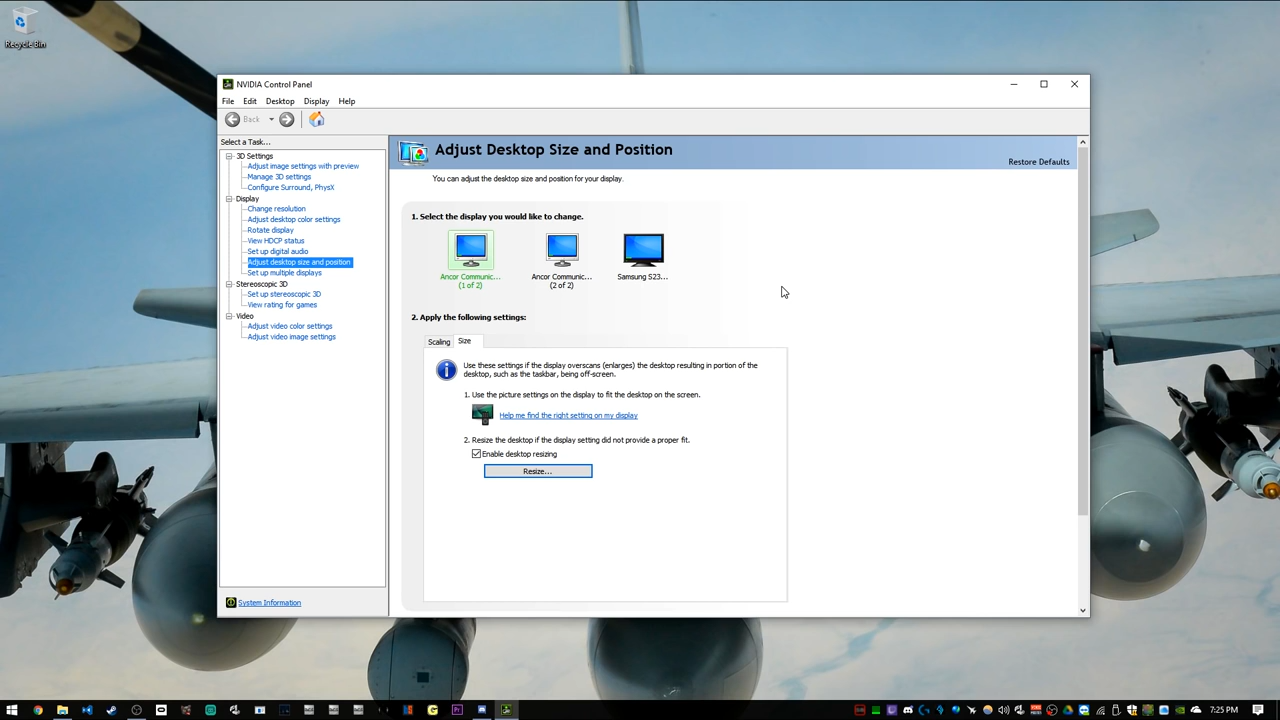 Recycle Bin
NVIDIA Control Panel
File Edit Desktop Display Help
Back
Select a Task...
3D Settings
Adjust image settings with preview
Manage 3D settings
Configure Surround, PhysX
Display
Change resolution
Adjust desktop color settings
Rotate display
View HDCP status
Set up digital audio
Adjust desktop size and position
Set up multiple displays
Stereoscopic 3D
Set up stereoscopic 3D
View rating for games
Video
Adjust video color settings
Adjust video image settings
System Information
Adjust Desktop Size and Position
Restore Defaults
You can adjust the desktop size and position for your display.
1. Select the display you would like to change.
Ancor Communic... Ancor Communic... Samsung S23...
(1 of 2) (2 of 2)
2. Apply the following settings:
Scaling Size
Use these settings if the display overscans (enlarges) the desktop resulting in portion of the
desktop, such as the taskbar, being off-screen.
1. Use the picture settings on the display to fit the desktop on the screen.
Help me find the right setting on my display
2. Resize the desktop if the display setting did not provide a proper fit.
Enable desktop resizing
Resize...
7:25 PM